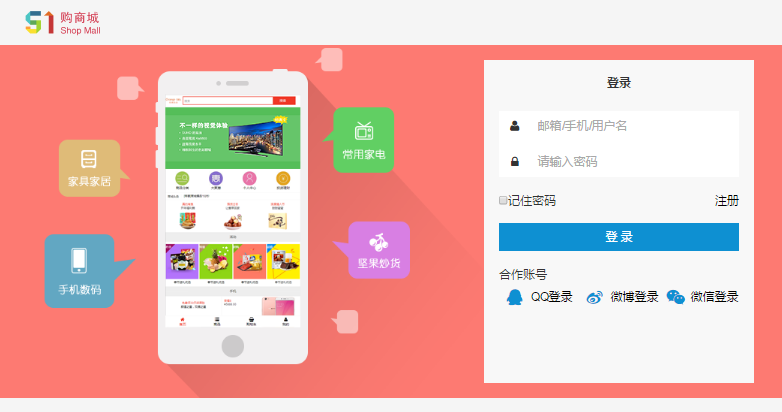 51 购商城
Shop Mall
家具家居
手机数码
常用家电
坚果炒货
不一样的视觉体验
登录
邮箱/手机/用户名
请输入密码
记住密码
注册
登 录
合作账号
QQ登录
微博登录
微信登录